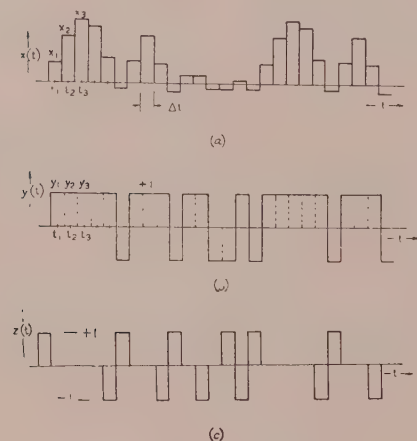 x(t)
x₁
x₂
x₃
t₁ t₂ t₃
Δt
t
(a)
y(t)
y₁ y₂ y₃
+1
t₁ t₂ t₃
t
z(t)
+1
-1
t
(c)